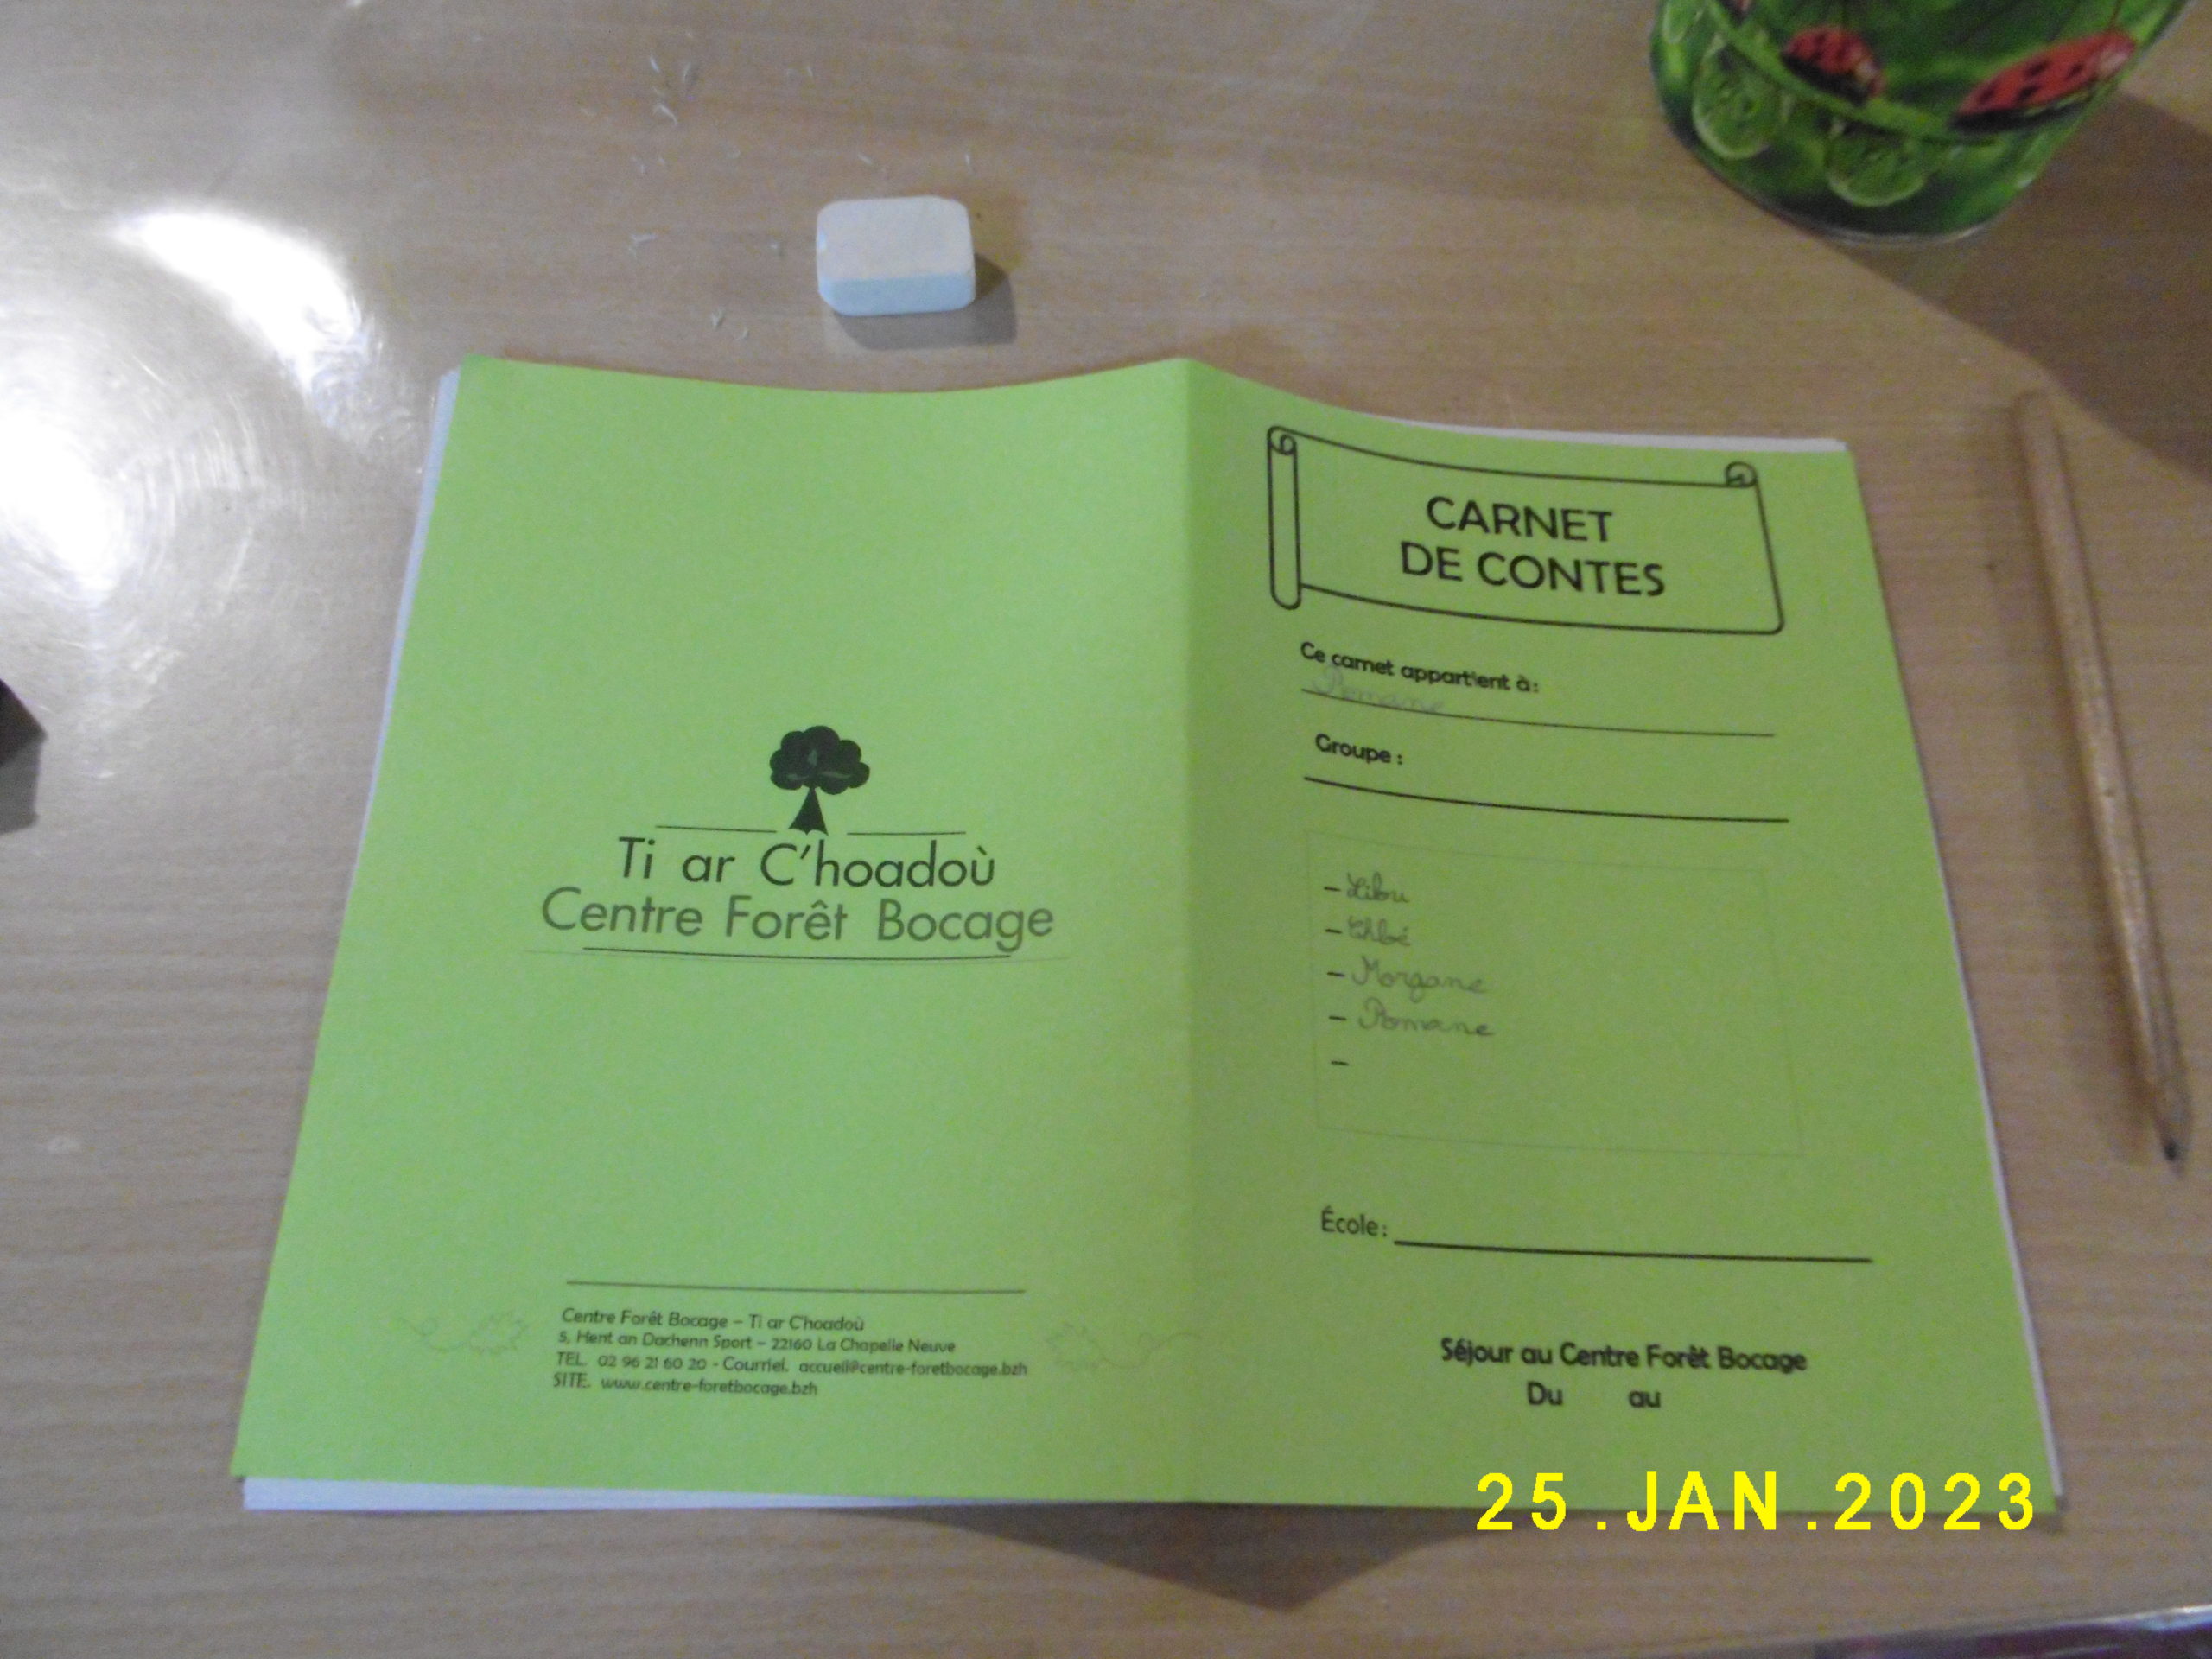 Ti ar C'hoadoù
Centre Forêt Bocage
Centre Forêt Bocage – Ti ar C'hoadoù
5, Hent an Dachenn Sport – 22160 La Chapelle Neuve
TEL. 02 96 21 60 20 - Courriel. accueil@centre-foretbocage.bzh
SITE. www.centre-foretbocage.bzh
CARNET
DE CONTES
Ce carnet appartient à :
Romane
Groupe :
– Lilou
– Chloé
– Morgane
– Romane
–
École :
Séjour au Centre Forêt Bocage
Du au
25.JAN.2023